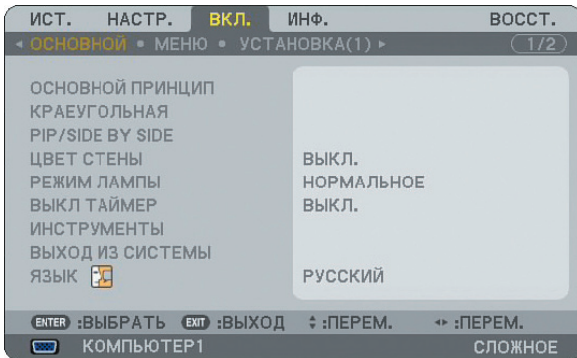 ИСТ. НАСТР. ВКЛ. ИНФ. ВОССТ.
ОСНОВНОЙ • МЕНЮ • УСТАНОВКА(1) 1/2
ОСНОВНОЙ ПРИНЦИП
КРАЕУГОЛЬНАЯ
PIP/SIDE BY SIDE
ЦВЕТ СТЕНЫ ВЫКЛ.
РЕЖИМ ЛАМПЫ НОРМАЛЬНОЕ
ВЫКЛ ТАЙМЕР ВЫКЛ.
ИНСТРУМЕНТЫ
ВЫХОД ИЗ СИСТЕМЫ
ЯЗЫК РУССКИЙ
ENTER :ВЫБРАТЬ EXIT :ВЫХОД :ПЕРЕМ. :ПЕРЕМ.
КОМПЬЮТЕР1 СЛОЖНОЕ